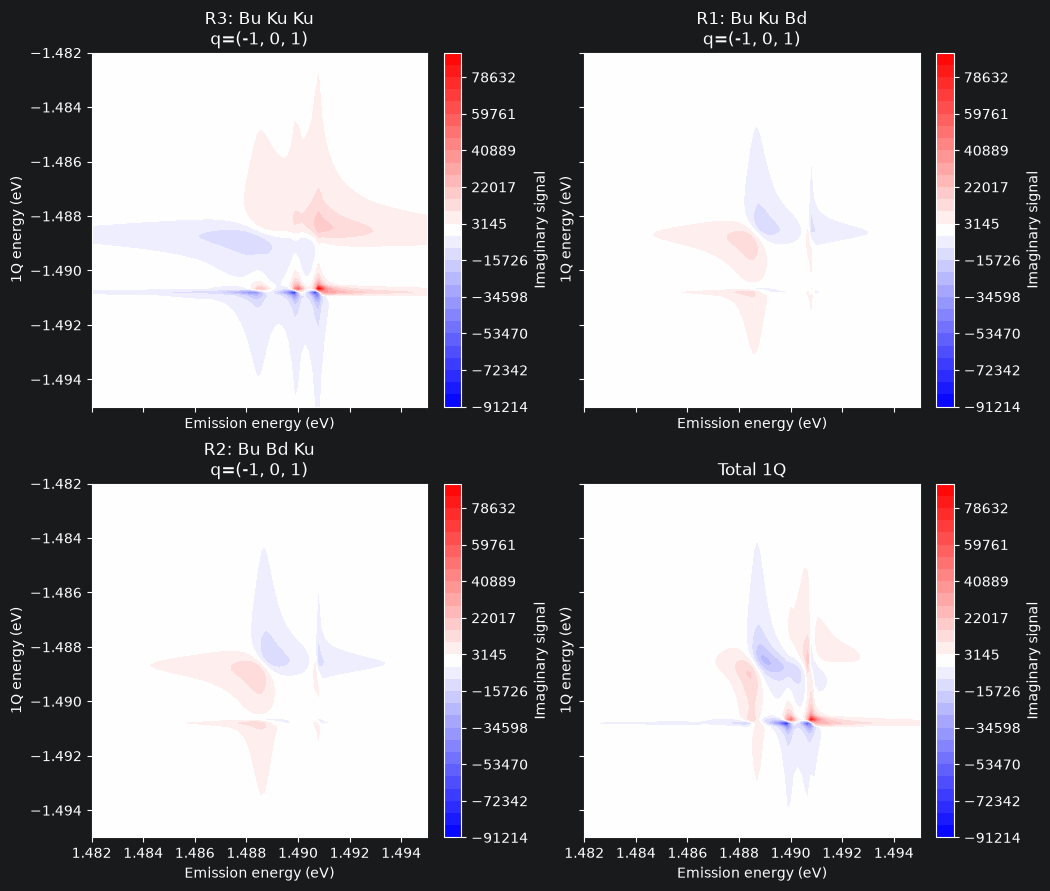 R3: Bu Ku Ku
q=(-1, 0, 1)
−1.482
−1.484
−1.486
−1.488
−1.490
−1.492
−1.494
1Q energy (eV)
Emission energy (eV)
78632
59761
40889
22017
3145
−15726
−34598
−53470
−72342
−91214
Imaginary signal
R1: Bu Ku Bd
q=(-1, 0, 1)
1Q energy (eV)
Emission energy (eV)
78632
59761
40889
22017
3145
−15726
−34598
−53470
−72342
−91214
Imaginary signal
R2: Bu Bd Ku
q=(-1, 0, 1)
−1.482
−1.484
−1.486
−1.488
−1.490
−1.492
−1.494
1Q energy (eV)
1.482 1.484 1.486 1.488 1.490 1.492 1.494
Emission energy (eV)
78632
59761
40889
22017
3145
−15726
−34598
−53470
−72342
−91214
Imaginary signal
Total 1Q
1Q energy (eV)
1.482 1.484 1.486 1.488 1.490 1.492 1.494
Emission energy (eV)
78632
59761
40889
22017
3145
−15726
−34598
−53470
−72342
−91214
Imaginary signal